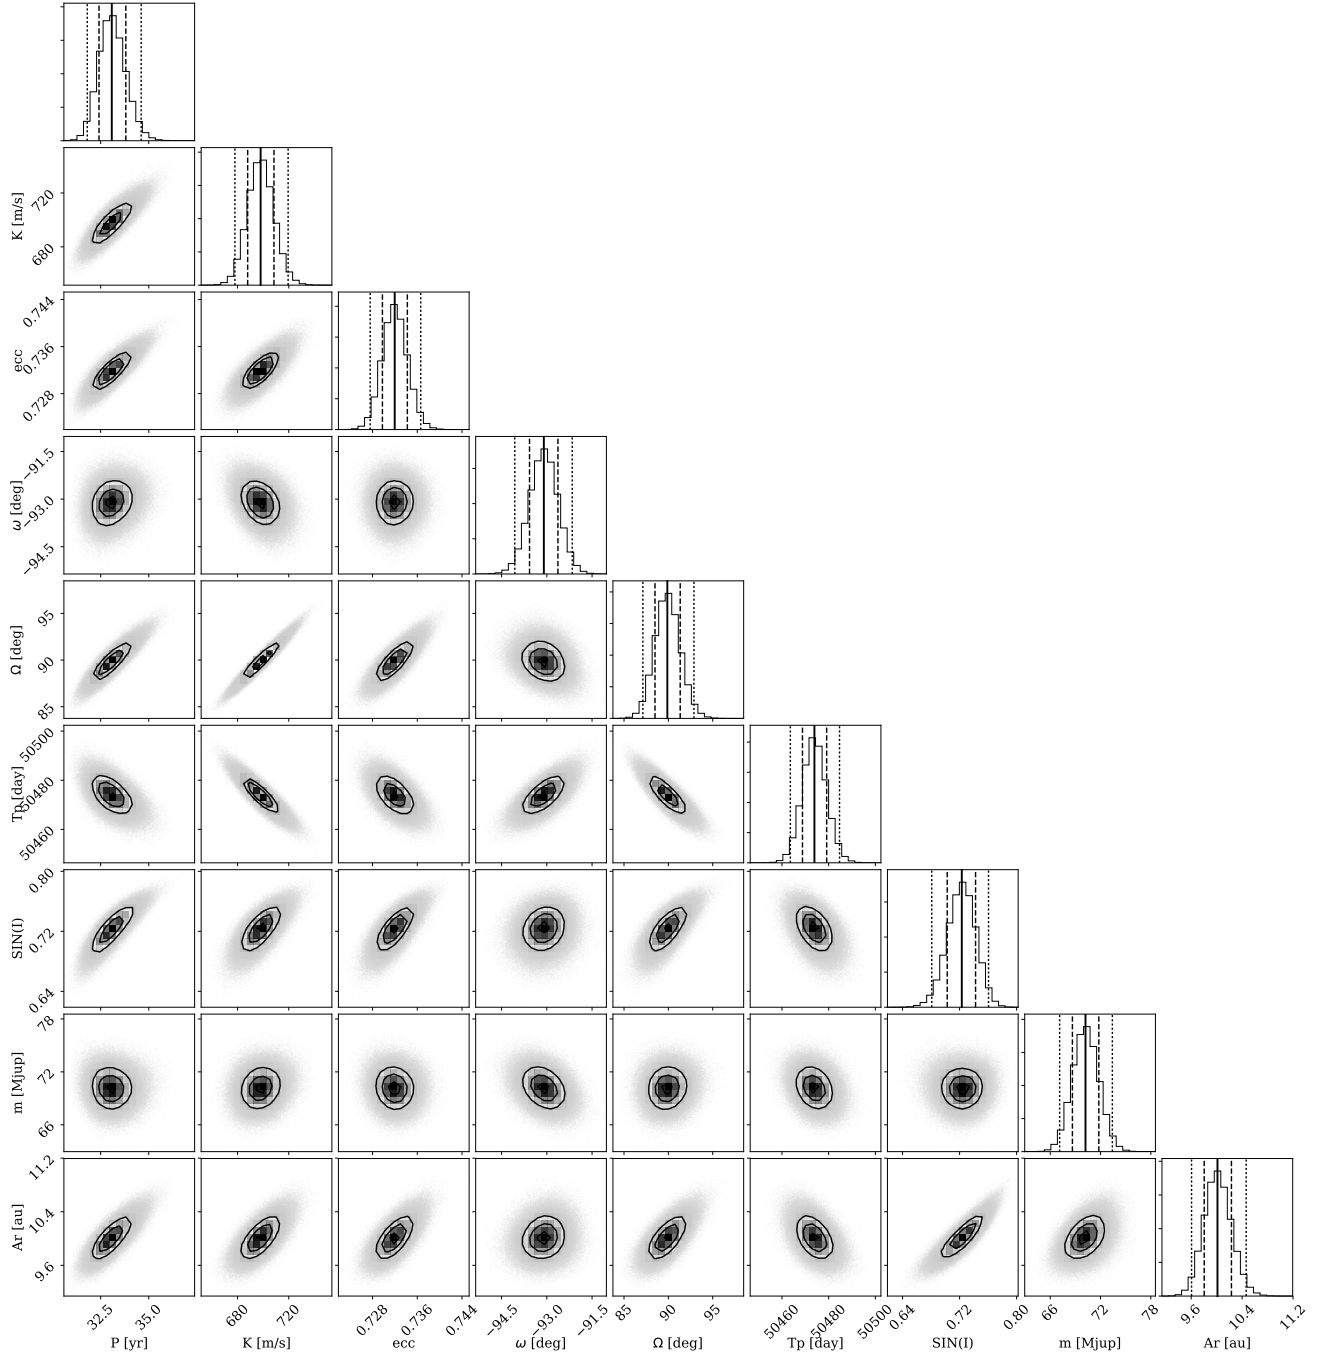 K [m/s]
720
680
ecc
0.744
0.736
0.728
ω [deg]
−91.5
−93.0
−94.5
Ω [deg]
95
90
85
Tp [day]
50500
50480
50460
SIN(I)
0.80
0.72
0.64
m [Mjup]
78
72
66
Ar [au]
11.2
10.4
9.6
32.5 35.0 680 720 0.728 0.736 0.744 −94.5 −93.0 −91.5 85 90 95 50460 50480 50500 0.64 0.72 0.80 66 72 78 9.6 10.4 11.2
P [yr] K [m/s] ecc ω [deg] Ω [deg] Tp [day] SIN(I) m [Mjup] Ar [au]